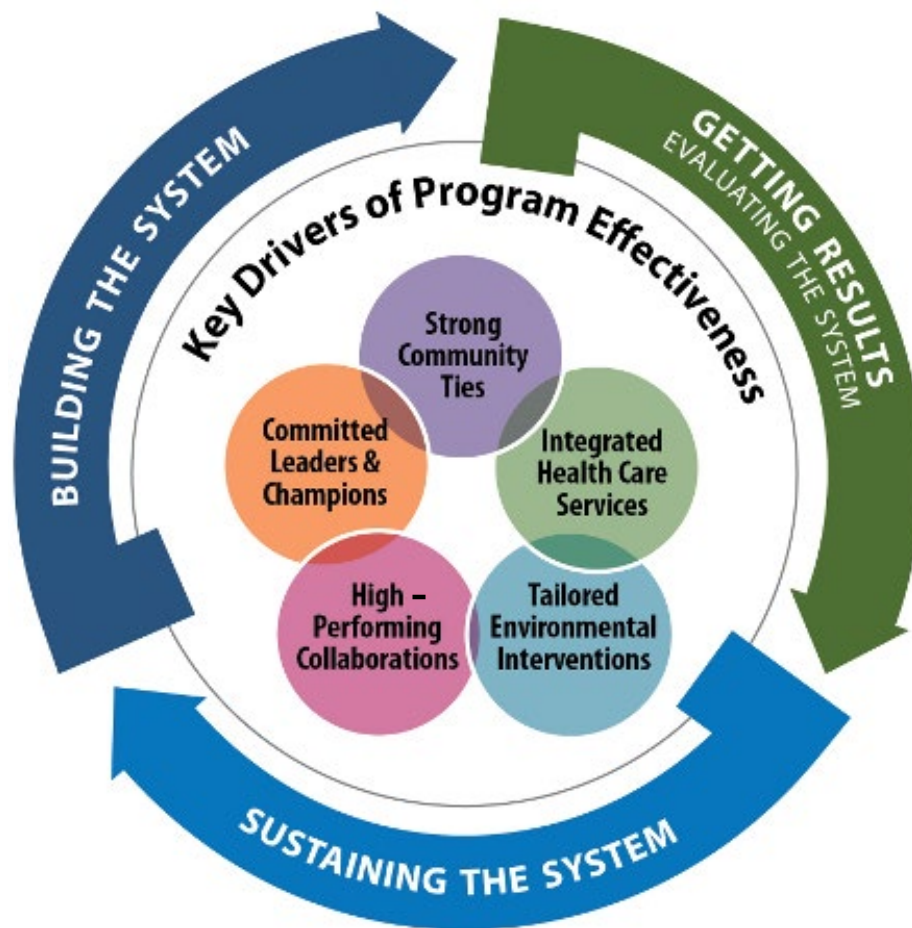 BUILDING THE SYSTEM
GETTING RESULTS
EVALUATING THE SYSTEM
Key Drivers of Program Effectiveness
Strong
Community
Ties
Committed
Leaders &
Champions
Integrated
Health Care
Services
High –
Performing
Collaborations
Tailored
Environmental
Interventions
SUSTAINING THE SYSTEM